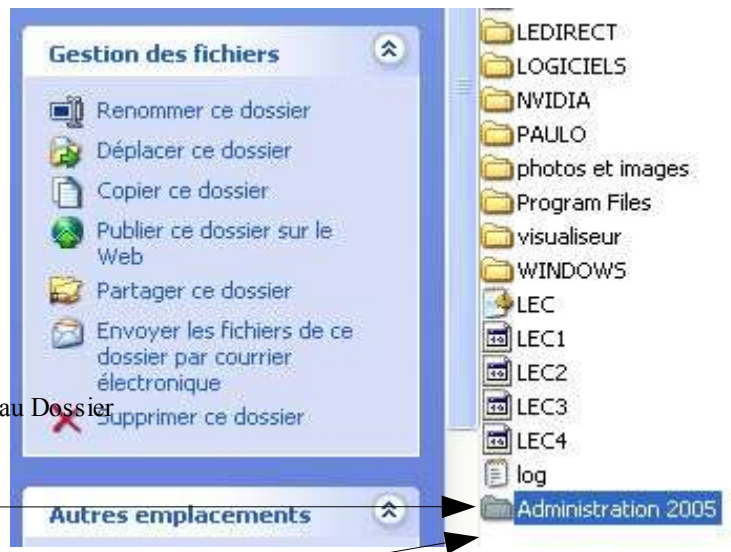 Gestion des fichiers
Renommer ce dossier
Déplacer ce dossier
Copier ce dossier
Publier ce dossier sur le
Web
Partager ce dossier
Envoyer les fichiers de ce
dossier par courrier
électronique
au Dossier
Supprimer ce dossier
Autres emplacements
LEDIRECT
LOGICIELS
NVIDIA
PAULO
photos et images
Program Files
visualiseur
WINDOWS
LEC
LEC1
LEC2
LEC3
LEC4
log
Administration 2005